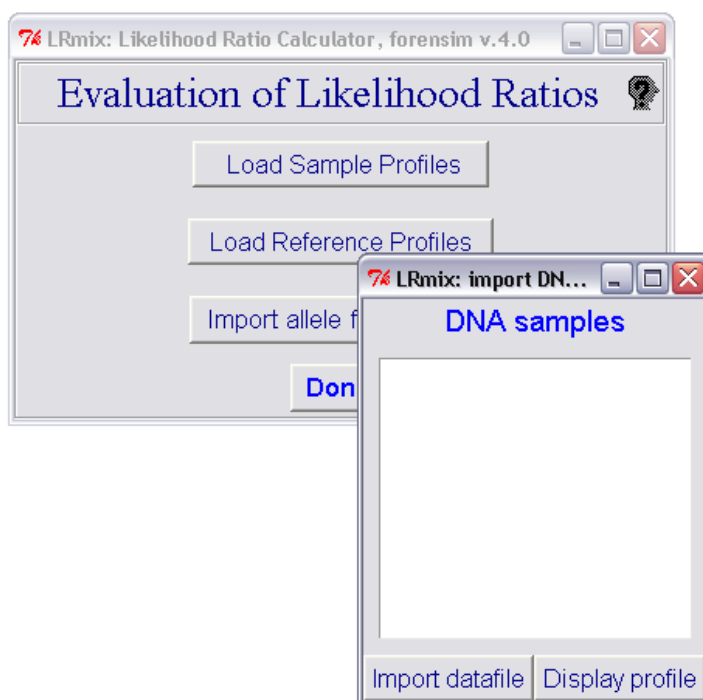 LRmix: Likelihood Ratio Calculator, forensim v.4.0
Evaluation of Likelihood Ratios
Load Sample Profiles
Load Reference Profiles
Import allele f
Don
LRmix: import DN...
DNA samples
Import datafile
Display profile